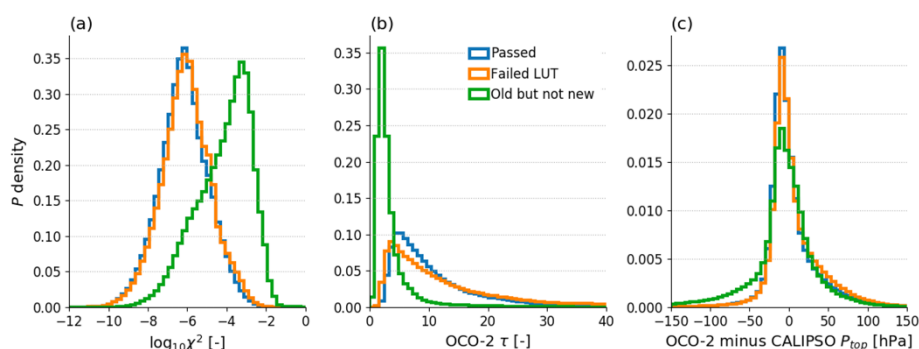 (a)
P density
0.35
0.30
0.25
0.20
0.15
0.10
0.05
0.00
−12 −10 −8 −6 −4 −2 0
log₁₀χ² [-]
(b)
Passed
Failed LUT
Old but not new
0.35
0.30
0.25
0.20
0.15
0.10
0.05
0.00
0 10 20 30 40
OCO-2 τ [-]
(c)
0.025
0.020
0.015
0.010
0.005
0.000
−150 −100 −50 0 50 100 150
OCO-2 minus CALIPSO P_top [hPa]